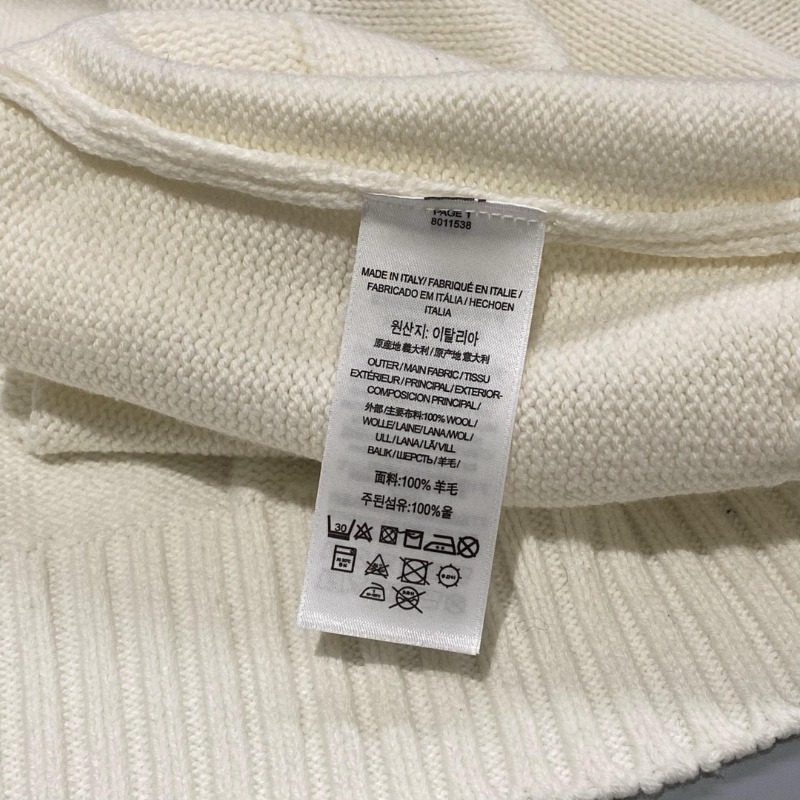 PAGE 1
8011538
MADE IN ITALY/ FABRIQUÉ EN ITALIE /
FABRICADO EM ITÁLIA / HECHOEN
ITALIA
원산지: 이탈리아
原産地 義大利 / 原产地 意大利
OUTER / MAIN FABRIC / TISSU
EXTÉRIEUR / PRINCIPAL / EXTERIOR-
COMPOSICION PRINCIPAL /
外部 /主要布料:100% WOOL /
WOLLE/ LAINE/ LANA/WOL /
ULL / LANA / LÃ/ VILL
BALIK / ШЕРСТЬ / 羊毛 /
面料:100% 羊毛
주된섬유:100%울
30